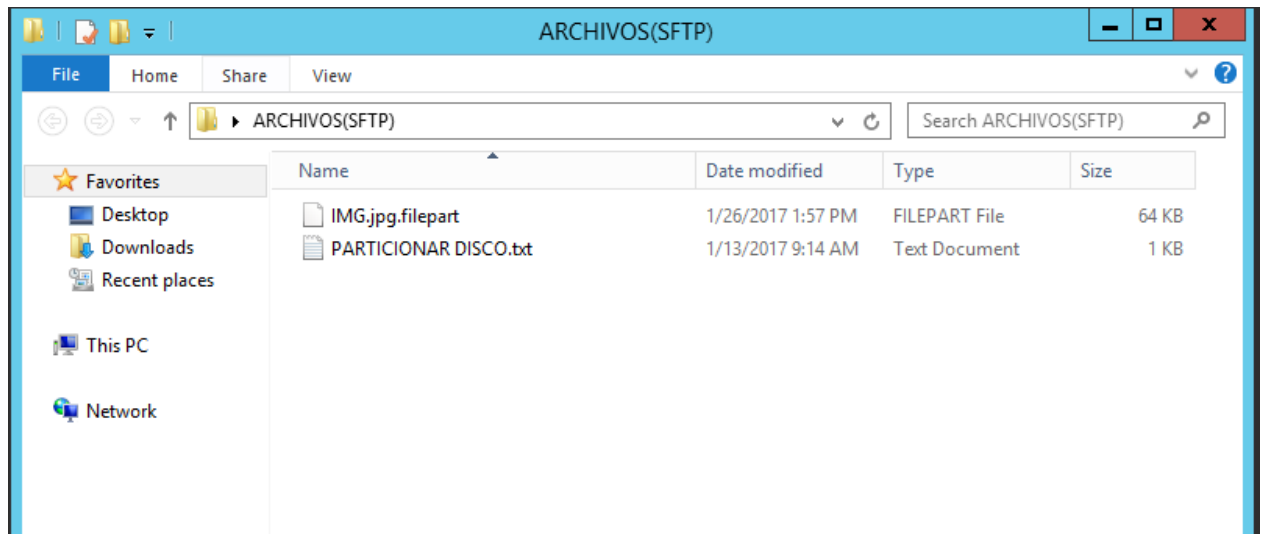 ARCHIVOS(SFTP)
File Home Share View
ARCHIVOS(SFTP) Search ARCHIVOS(SFTP)
Name Date modified Type Size
Favorites
Desktop IMG.jpg.filepart 1/26/2017 1:57 PM FILEPART File 64 KB
Downloads PARTICIONAR DISCO.txt 1/13/2017 9:14 AM Text Document 1 KB
Recent places
This PC
Network